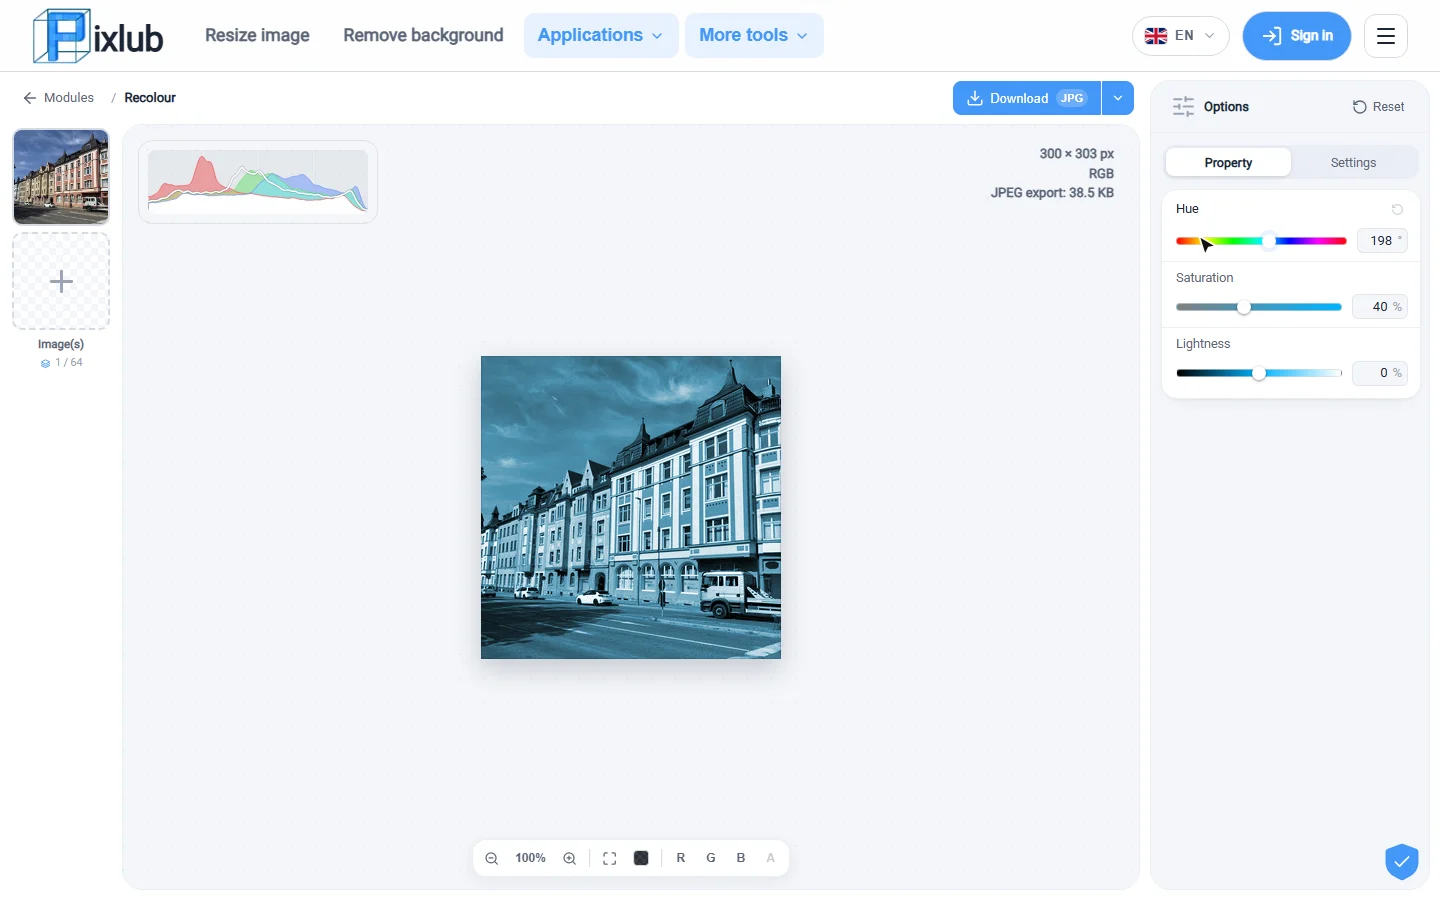 Pixlub
Resize image
Remove background
Applications
More tools
EN
Sign in
Modules / Recolour
Download JPG
Options
Reset
300 × 303 px
RGB
JPEG export: 38.5 KB
Property
Settings
Hue
198 °
Saturation
40 %
Lightness
0 %
Image(s)
1 / 64
100%
R
G
B
A